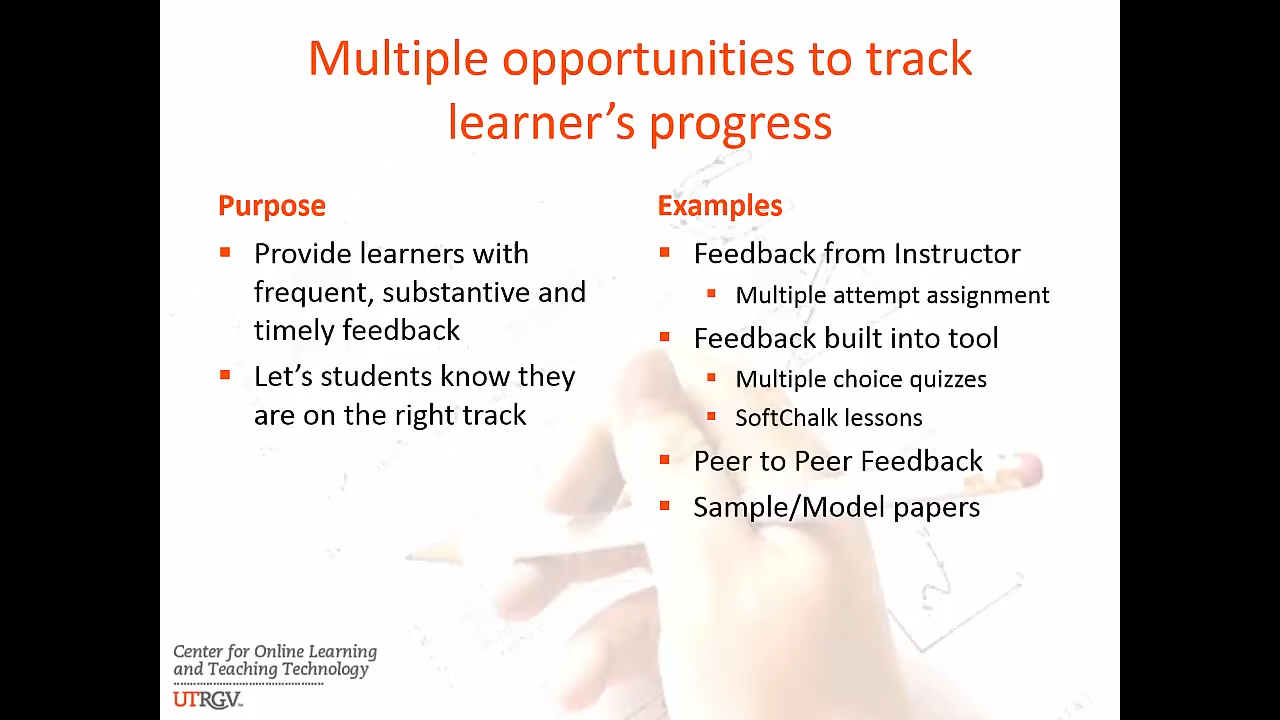 Multiple opportunities to track
learner’s progress
Purpose
Provide learners with
frequent, substantive and
timely feedback
Let’s students know they
are on the right track
Examples
Feedback from Instructor
Multiple attempt assignment
Feedback built into tool
Multiple choice quizzes
SoftChalk lessons
Peer to Peer Feedback
Sample/Model papers
Center for Online Learning
and Teaching Technology
UTRGV™